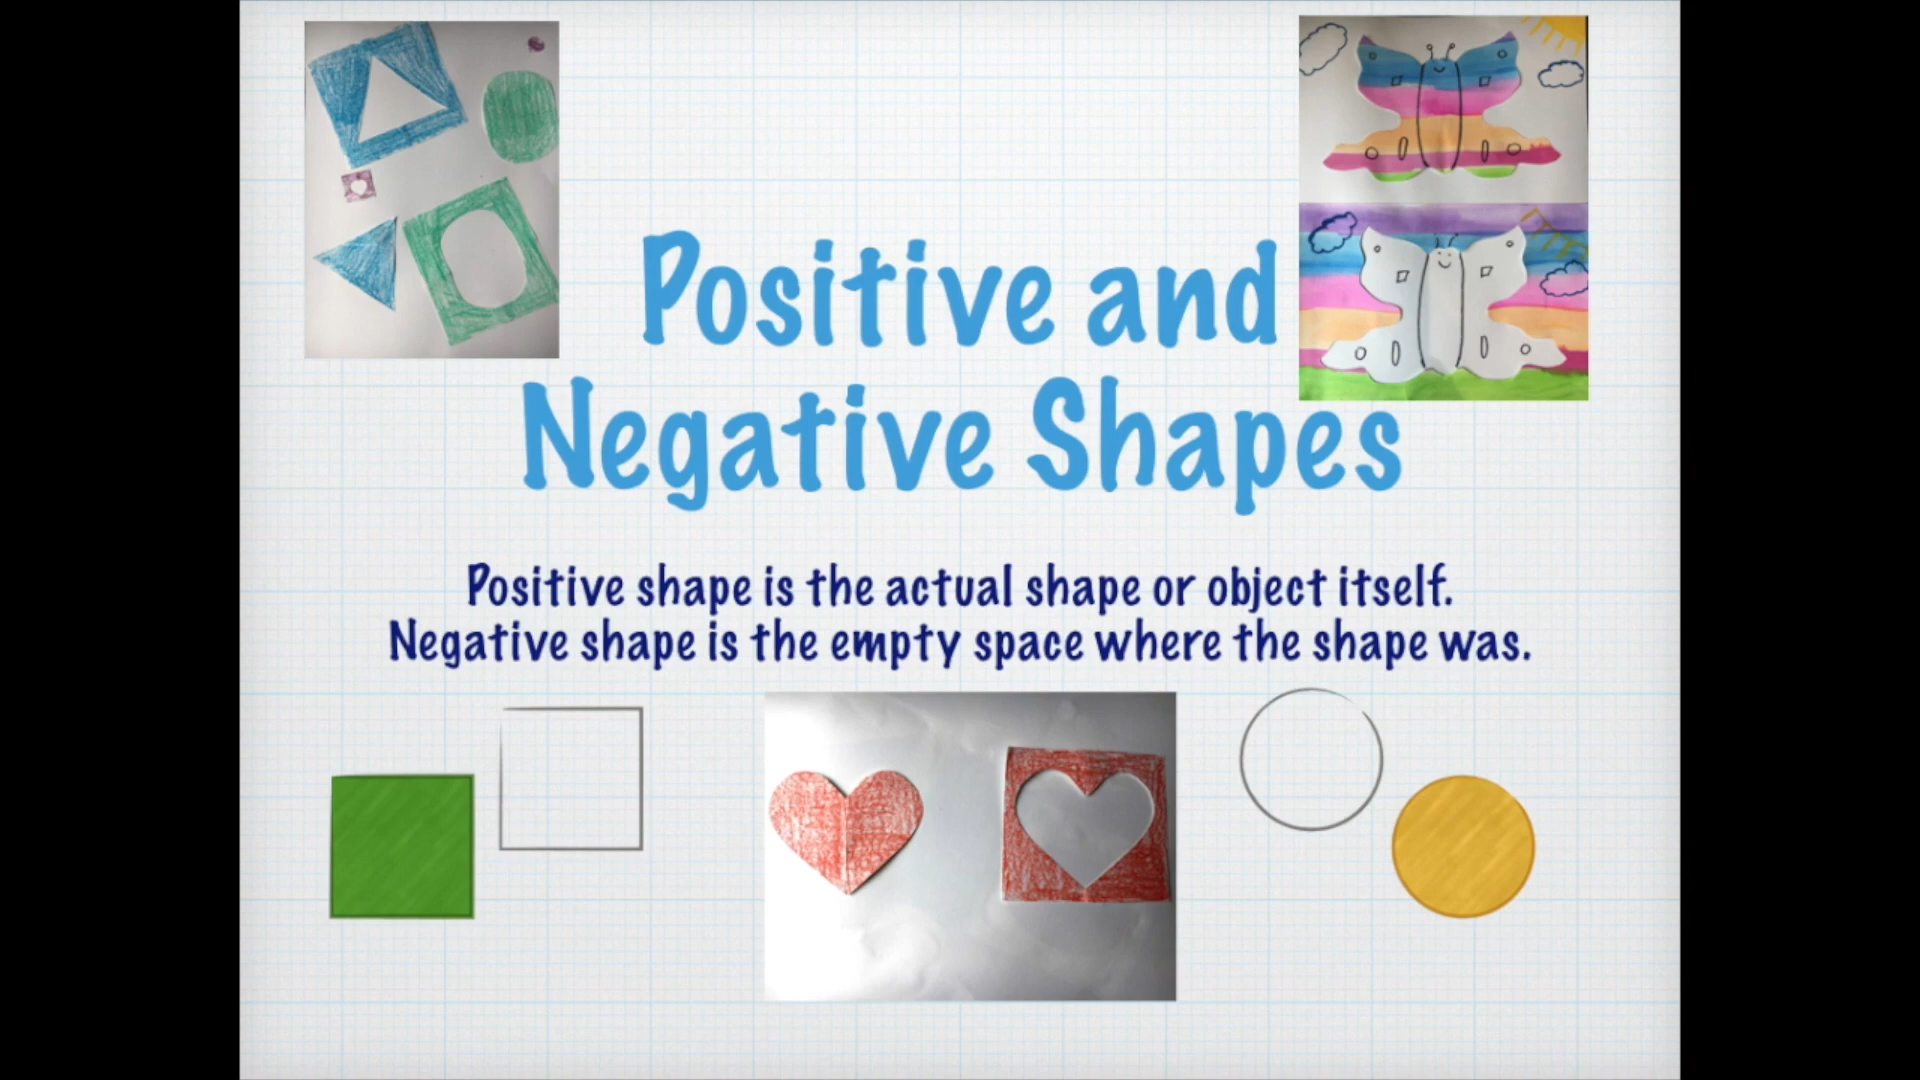 Positive and
Negative Shapes
Positive shape is the actual shape or object itself.
Negative shape is the empty space where the shape was.